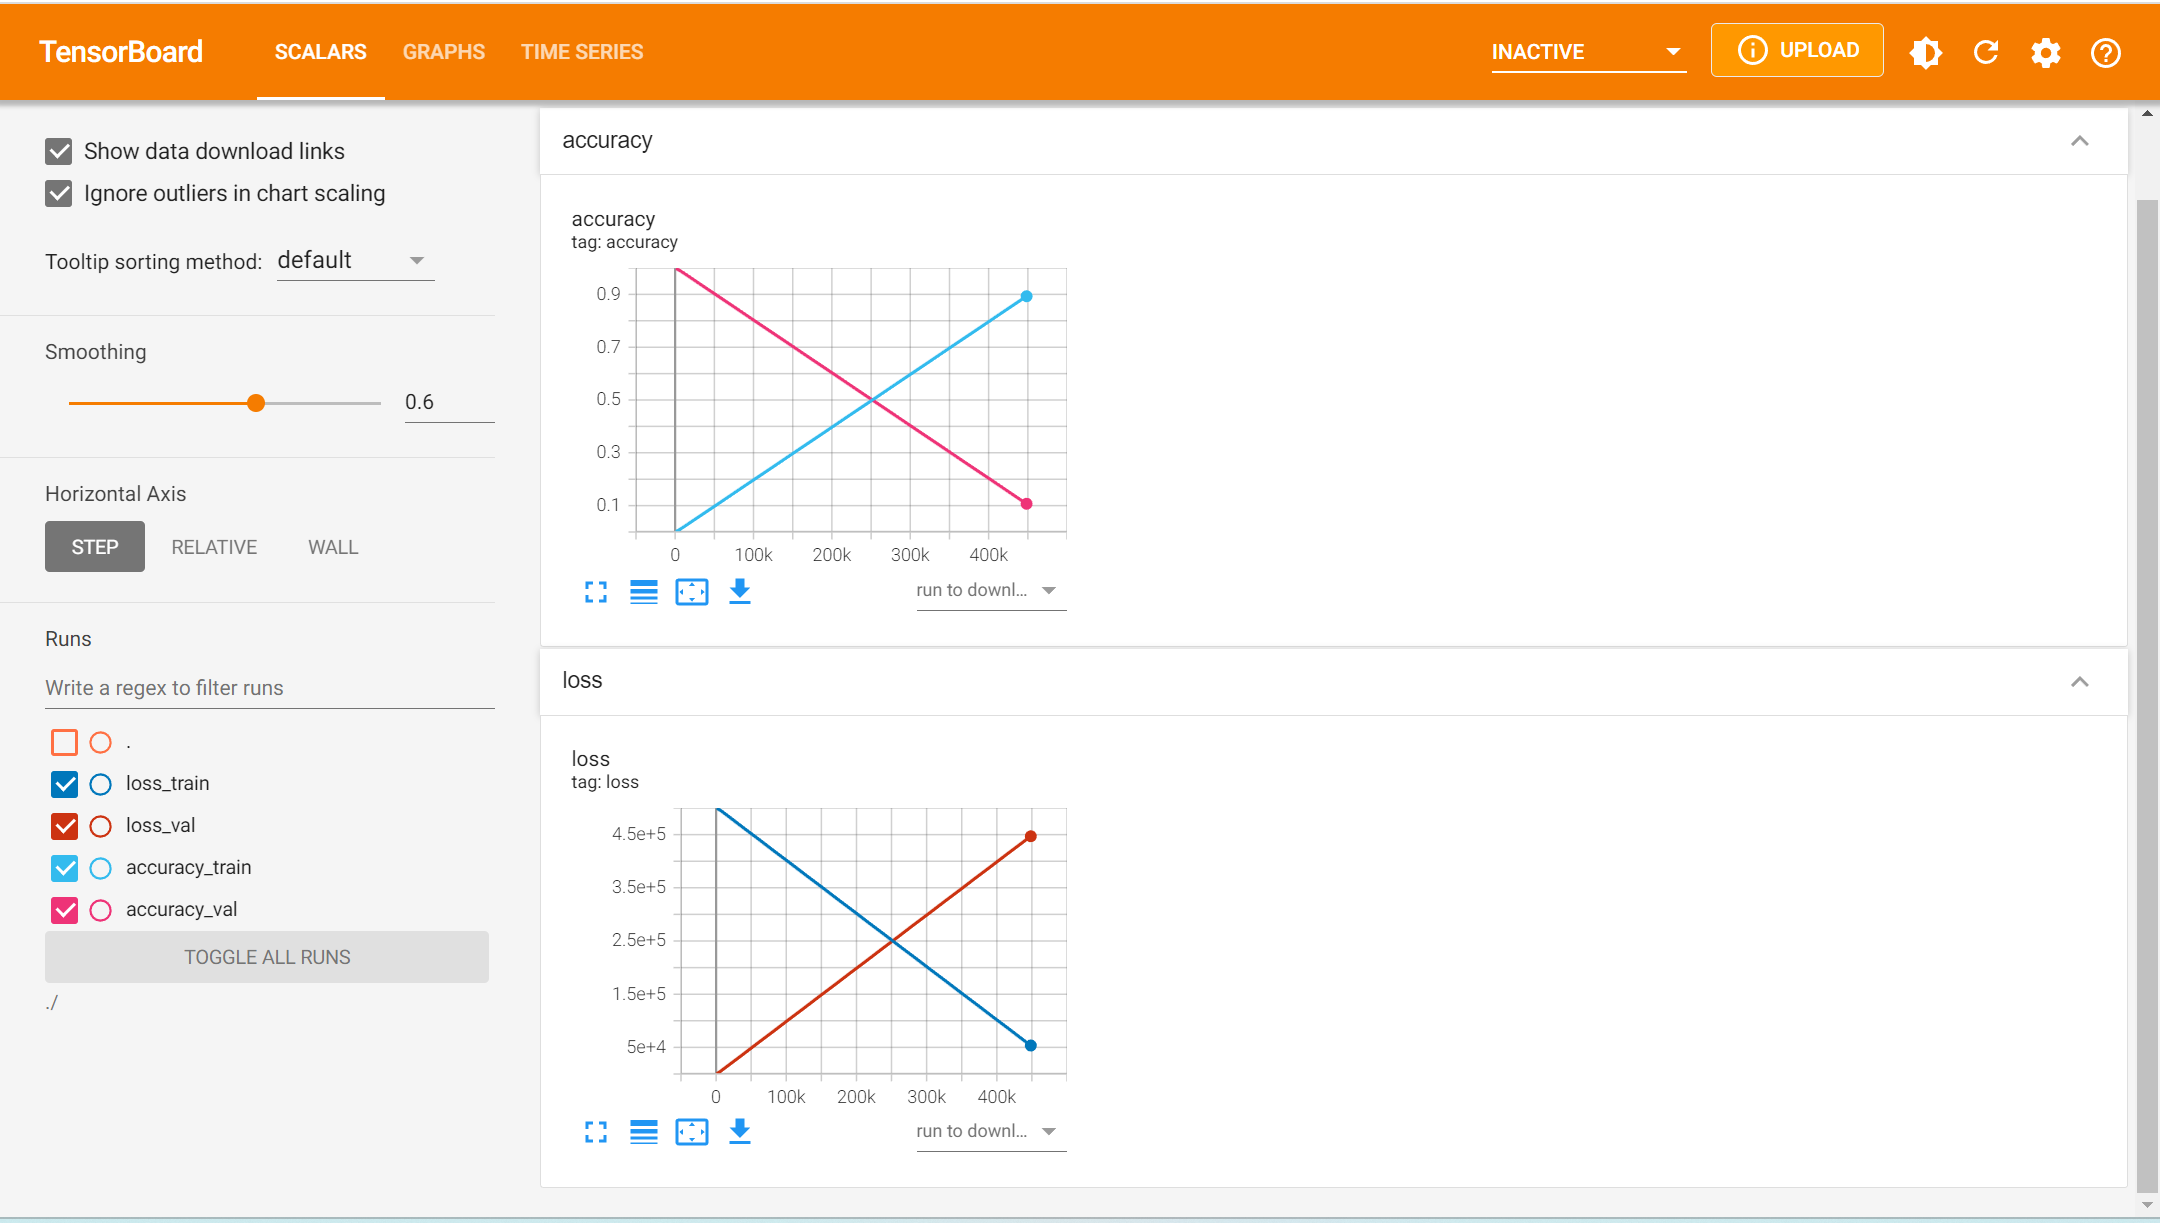 TensorBoard SCALARS GRAPHS TIME SERIES INACTIVE UPLOAD
Show data download links
Ignore outliers in chart scaling
Tooltip sorting method: default
Smoothing
0.6
Horizontal Axis
STEP RELATIVE WALL
Runs
Write a regex to filter runs
.
loss_train
loss_val
accuracy_train
accuracy_val
TOGGLE ALL RUNS
./
accuracy
accuracy
tag: accuracy
0.9
0.7
0.5
0.3
0.1
0 100k 200k 300k 400k
run to downl...
loss
loss
tag: loss
4.5e+5
3.5e+5
2.5e+5
1.5e+5
5e+4
0 100k 200k 300k 400k
run to downl...